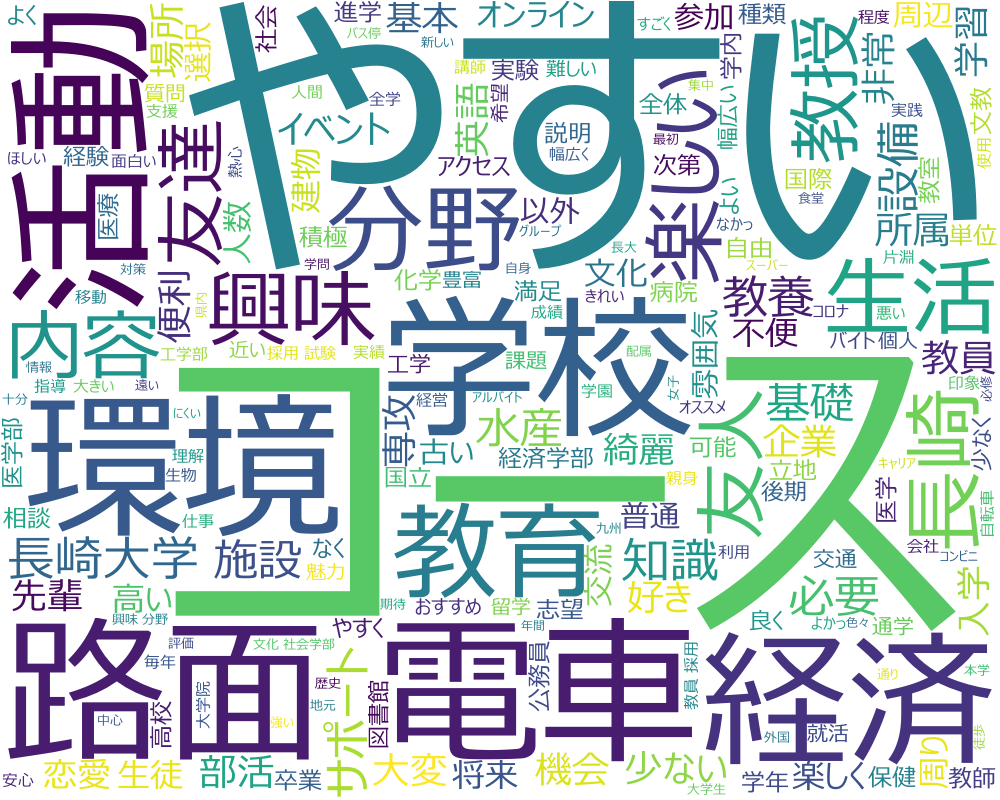 よく
社会
進学
バス停
基本
新しい
オンライン
すごく
参加
種類
程度
周辺
場所
選択
活動
やすい
教授
非常
学習
質問
支援
人間
全学
講師
実験
難しい
希望
集中
学内
実践
文教
使用
ほしい
経験
面白い
友達
熱心
イベント
英語
説明
幅広く
全体
最初
幅広い
楽しい
所属
設備
教室
医療
人数
建物
分野
以外
グループ
アクセス
次第
国際
食堂
よい
なかっ
単位
対策
移動
便利
県内
学問
積極
化学
豊富
自身
文化
長大
きれい
自由
スーパー
片淵
生活
内容
興味
満足
成績
病院
教養
不便
コロナ
悪い
バイト
個人
教員
情報
指導
工学部
遠い
大きい
近い
採用
試験
実績
工学
経営
アルバイト
課題
学園
学校
配属
女子
雰囲気
オススメ
友人
基礎
印象
必修
十分
医学部
環境
コース
にくい
理解
生物
専攻
古い
国立
水産
経済学部
綺麗
可能
親身
企業
立地
後期
キャリア
医学
長崎
少なく
自転車
相談
仕事
教育
九州
普通
長崎大学
施設
なく
魅力
知識
利用
交通
会社
コンビニ
先輩
高い
興味 分野
期待
やすく
おすすめ
留学
志望
交流
好き
必要
良く
よかっ
色々
通学
入学
路面
電車
経済
評価
文化 社会学部
年間
毎年
高校
中心
大学院
強い
歴史
地元
サポート
図書館
公務員
教員 採用
外国
就活
通り
本学
徒歩
安心
恋愛
生徒
部活
卒業
大変
将来
機会
少ない
大学生
学年
楽しく
保健
周り
教師